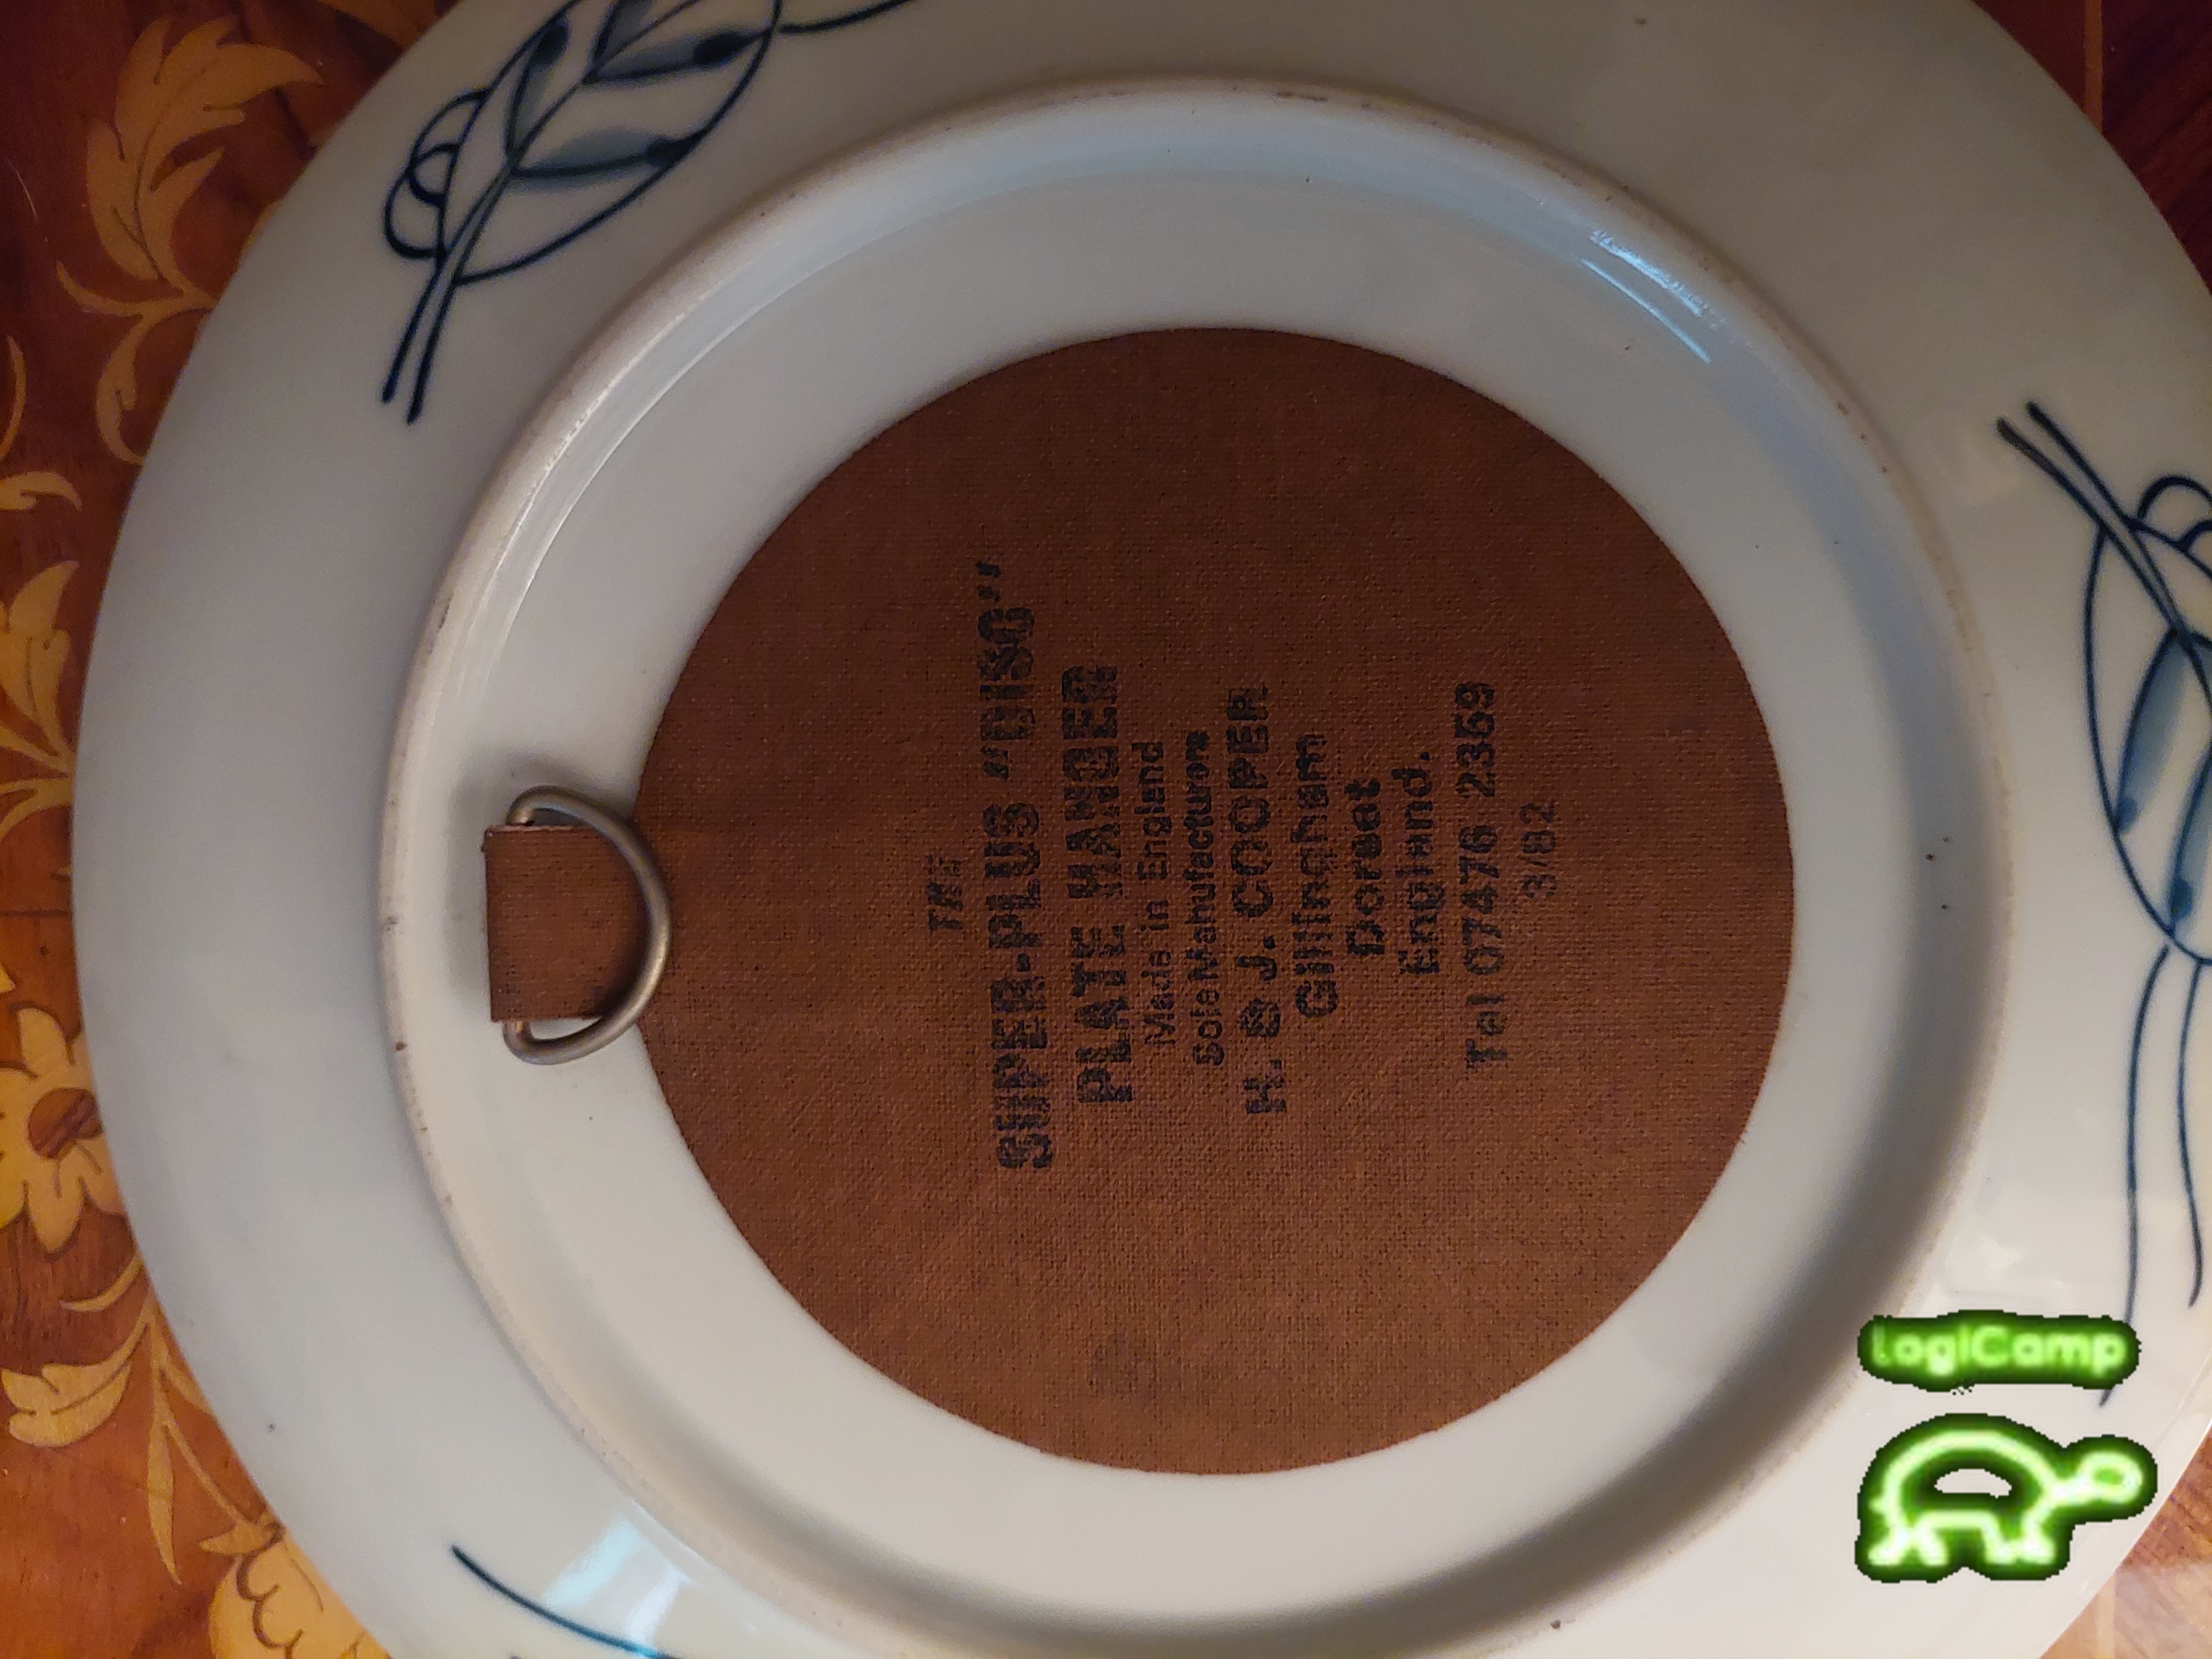 THE
SUPER-PLUS "DISC"
PLATE HANGER
Made in England
Sole Manufacturers
H. & J. COOPER
Gillingham
Dorset
England.
Tel 07476 2369
3/82
LogiCamp